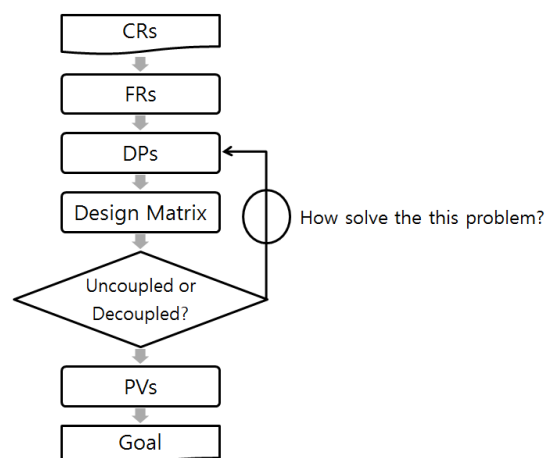 CRs
FRs
DPs
Design Matrix
How solve the this problem?
Uncoupled or
Decoupled?
PVs
Goal